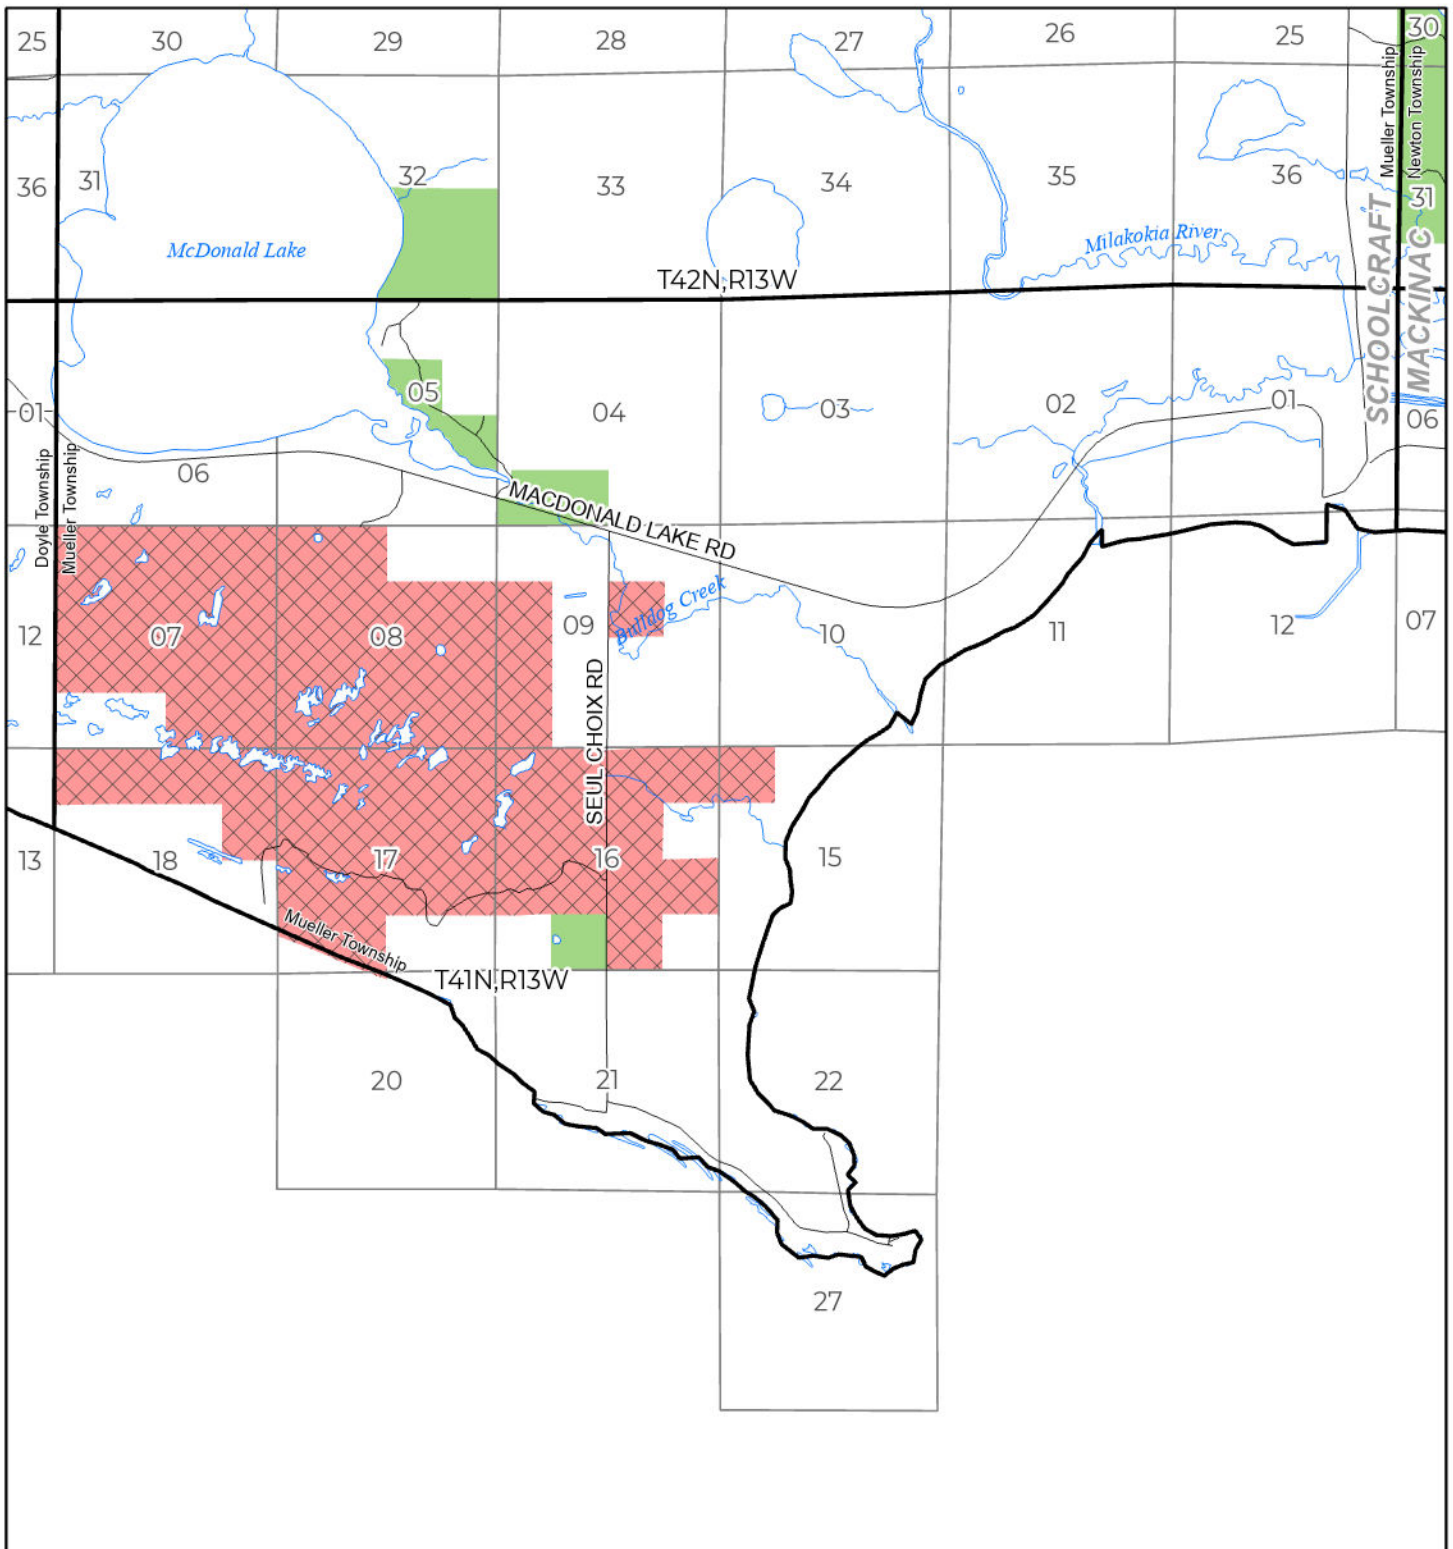 25 30 29 28 27 26 25 30
Mueller Township
Newton Township
36 31 32 33 34 35 36 31
McDonald Lake
Milakokia River
T42N,R13W
SCHOOLCRAFT
MACKINAC
01 05 04 03 02 01 06
06
Doyle Township
Mueller Township
MACDONALD LAKE RD
Bulldog Creek
12 07 08 09 10 11 12 07
SEUL CHOIX RD
13 18 17 16 15
Mueller Township
T41N,R13W
20 21 22
27